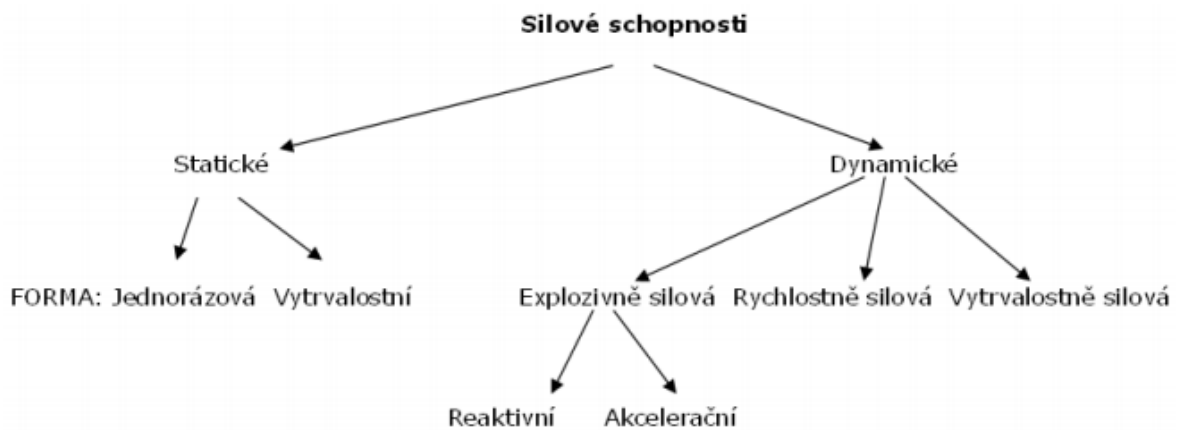 Silové schopnosti
Statické Dynamické
FORMA: Jednorázová Vytrvalostní Explozivně silová Rychlostně silová Vytrvalostně silová
Reaktivní Akcelerační